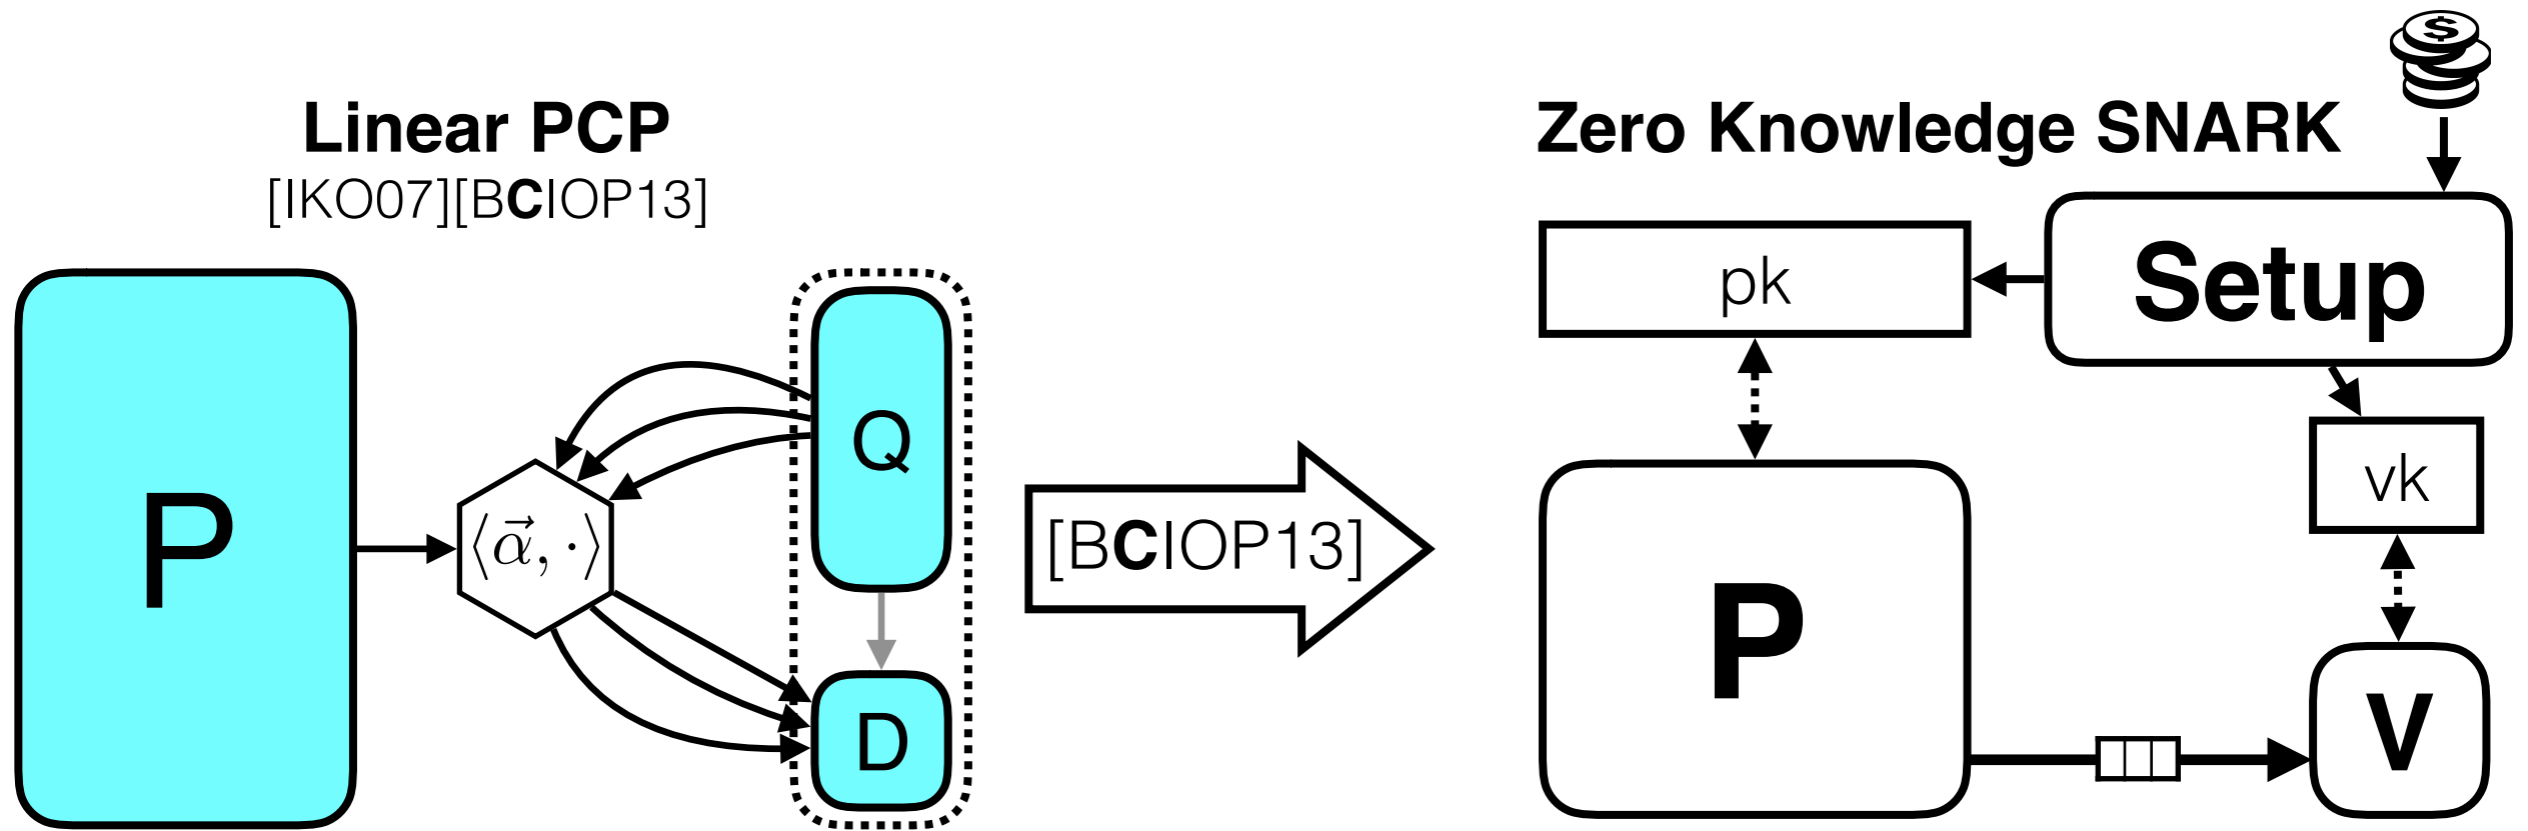 Linear PCP
[IKO07][BCIOP13]
P
⟨α⃗, ·⟩
Q
D
[BCIOP13]
$
Zero Knowledge SNARK
Setup
pk
vk
P
V